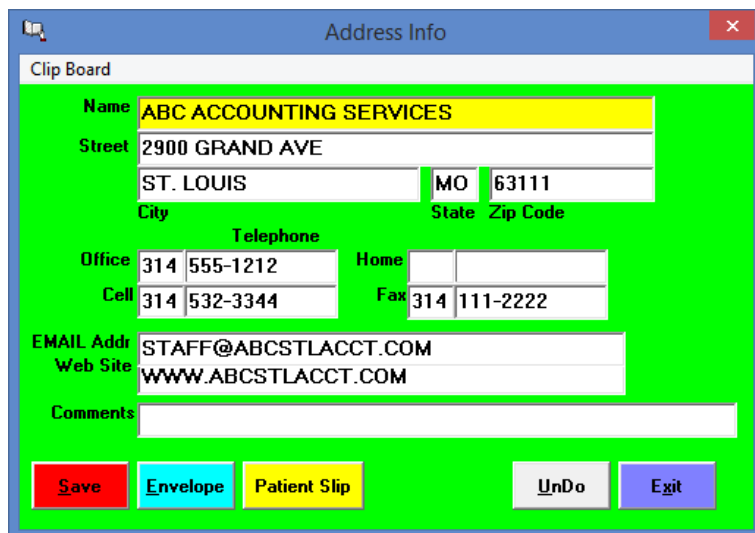 Address Info
Clip Board
Name ABC ACCOUNTING SERVICES
Street 2900 GRAND AVE
ST. LOUIS MO 63111
City State Zip Code
Telephone
Office 314 555-1212 Home
Cell 314 532-3344 Fax 314 111-2222
EMAIL Addr STAFF@ABCSTLACCT.COM
Web Site WWW.ABCSTLACCT.COM
Comments
Save Envelope Patient Slip UnDo Exit